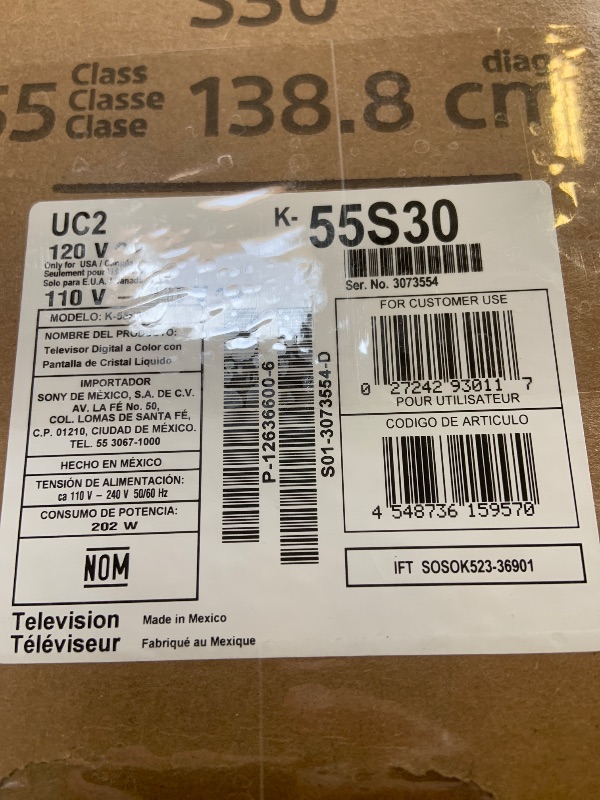 S30
55 Class
Classe
Clase
138.8 cm
diag
UC2
120 V
Only for USA / Canada
Seulement pour
Solo para E.U.A. / Canada
110 V –
K-55S30
Ser. No. 3073554
MODELO: K-55
NOMBRE DEL PRODUCTO:
Televisor Digital a Color con
Pantalla de Cristal Liquido
IMPORTADOR
SONY DE MÉXICO, S.A. DE C.V.
AV. LA FÉ No. 50,
COL. LOMAS DE SANTA FÉ,
C.P. 01210, CIUDAD DE MÉXICO.
TEL. 55 3067-1000
HECHO EN MÉXICO
TENSIÓN DE ALIMENTACIÓN:
ca 110 V – 240 V 50/60 Hz
CONSUMO DE POTENCIA:
202 W
NOM
P-12636600-6
S01-3073554-D
FOR CUSTOMER USE
0 27242 93011 7
POUR UTILISATEUR
CODIGO DE ARTICULO
4 548736 159570
IFT SOSOK523-36901
Television Made in Mexico
Téléviseur Fabriqué au Mexique